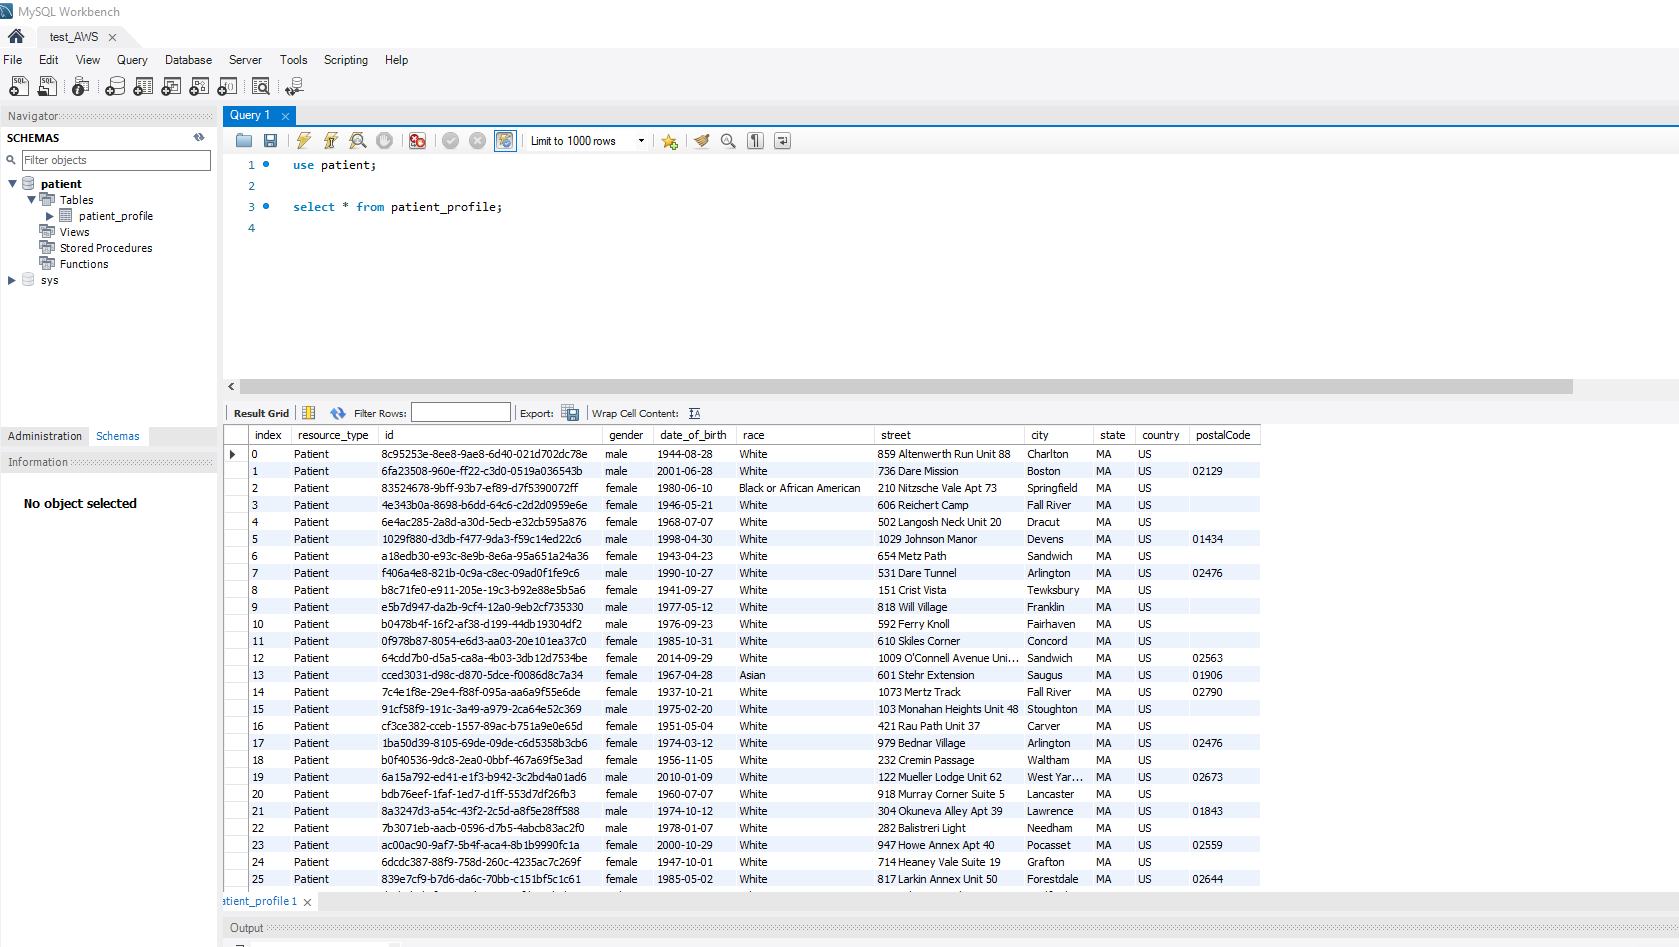 MySQL Workbench
test_AWS
File Edit View Query Database Server Tools Scripting Help
Navigator
SCHEMAS
Filter objects
patient
Tables
patient_profile
Views
Stored Procedures
Functions
sys
Administration Schemas
Information
No object selected
Query 1
Limit to 1000 rows
1 use patient;
2
3 select * from patient_profile;
4
Result Grid Filter Rows: Export: Wrap Cell Content:
index resource_type id gender date_of_birth race street city state country postalCode
0 Patient 8c95253e-8ee8-9ae8-6d40-021d702dc78e male 1944-08-28 White 859 Altenwerth Run Unit 88 Charlton MA US
1 Patient 6fa23508-960e-ff22-c3d0-0519a036543b male 2001-06-28 White 736 Dare Mission Boston MA US 02129
2 Patient 83524678-9bff-93b7-ef89-d7f5390072ff female 1980-06-10 Black or African American 210 Nitzsche Vale Apt 73 Springfield MA US
3 Patient 4e343b0a-8698-b6dd-64c6-c2d2d0959e6e female 1946-05-21 White 606 Reichert Camp Fall River MA US
4 Patient 6e4ac285-2a8d-a30d-5ecb-e32cb595a876 female 1968-07-07 White 502 Langosh Neck Unit 20 Dracut MA US
5 Patient 1029f880-d3db-f477-9da3-f59c14ed22c6 male 1998-04-30 White 1029 Johnson Manor Devens MA US 01434
6 Patient a18edb30-e93c-8e9b-8e6a-95a651a24a36 female 1943-04-23 White 654 Metz Path Sandwich MA US
7 Patient f406a4e8-821b-0c9a-c8ec-09ad0f1fe9c6 male 1990-10-27 White 531 Dare Tunnel Arlington MA US 02476
8 Patient b8c71fe0-e911-205e-19c3-b92e88e5b5a6 female 1941-09-27 White 151 Crist Vista Tewksbury MA US
9 Patient e5b7d947-da2b-9cf4-12a0-9eb2cf735330 male 1977-05-12 White 818 Will Village Franklin MA US
10 Patient b0478b4f-16f2-af38-d199-44db19304df2 male 1976-09-23 White 592 Ferry Knoll Fairhaven MA US
11 Patient 0f978b87-8054-e6d3-aa03-20e101ea37c0 female 1985-10-31 White 610 Skiles Corner Concord MA US
12 Patient 64cdd7b0-d5a5-ca8a-4b03-3db12d7534be female 2014-09-29 White 1009 O'Connell Avenue Uni... Sandwich MA US 02563
13 Patient cced3031-d98c-d870-5dce-f0086d8c7a34 female 1967-04-28 Asian 601 Stehr Extension Saugus MA US 01906
14 Patient 7c4e1f8e-29e4-f88f-095a-aa6a9f55e6de female 1937-10-21 White 1073 Mertz Track Fall River MA US 02790
15 Patient 91cf58f9-191c-3a49-a979-2ca64e52c369 male 1975-02-20 White 103 Monahan Heights Unit 48 Stoughton MA US
16 Patient cf3ce382-cceb-1557-89ac-b751a9e0e65d female 1951-05-04 White 421 Rau Path Unit 37 Carver MA US
17 Patient 1ba50d39-8105-69de-09de-c6d5358b3cb6 female 1974-03-12 White 979 Bednar Village Arlington MA US 02476
18 Patient b0f40536-9dc8-2ea0-0bbf-467a69f5e3ad female 1956-11-05 White 232 Cremin Passage Waltham MA US
19 Patient 6a15a792-ed41-e1f3-b942-3c2bd4a01ad6 male 2010-01-09 White 122 Mueller Lodge Unit 62 West Yar... MA US 02673
20 Patient bdb76eef-1faf-1ed7-d1ff-553d7df26fb3 female 1960-07-07 White 918 Murray Corner Suite 5 Lancaster MA US
21 Patient 8a3247d3-a54c-43f2-2c5d-a8f5e28ff588 male 1974-10-12 White 304 Okuneva Alley Apt 39 Lawrence MA US 01843
22 Patient 7b3071eb-aacb-0596-d7b5-4abcb83ac2f0 male 1978-01-07 White 282 Balistreri Light Needham MA US
23 Patient ac00ac90-9af7-5b4f-aca4-8b1b9990fc1a female 2000-10-29 White 947 Howe Annex Apt 40 Pocasset MA US 02559
24 Patient 6dcdc387-88f9-758d-260c-4235ac7c269f female 1947-10-01 White 714 Heaney Vale Suite 19 Grafton MA US
25 Patient 839e7cf9-b7d6-da6c-70bb-c151bf5c1c61 female 1985-05-02 White 817 Larkin Annex Unit 50 Forestdale MA US 02644
atient_profile 1
Output